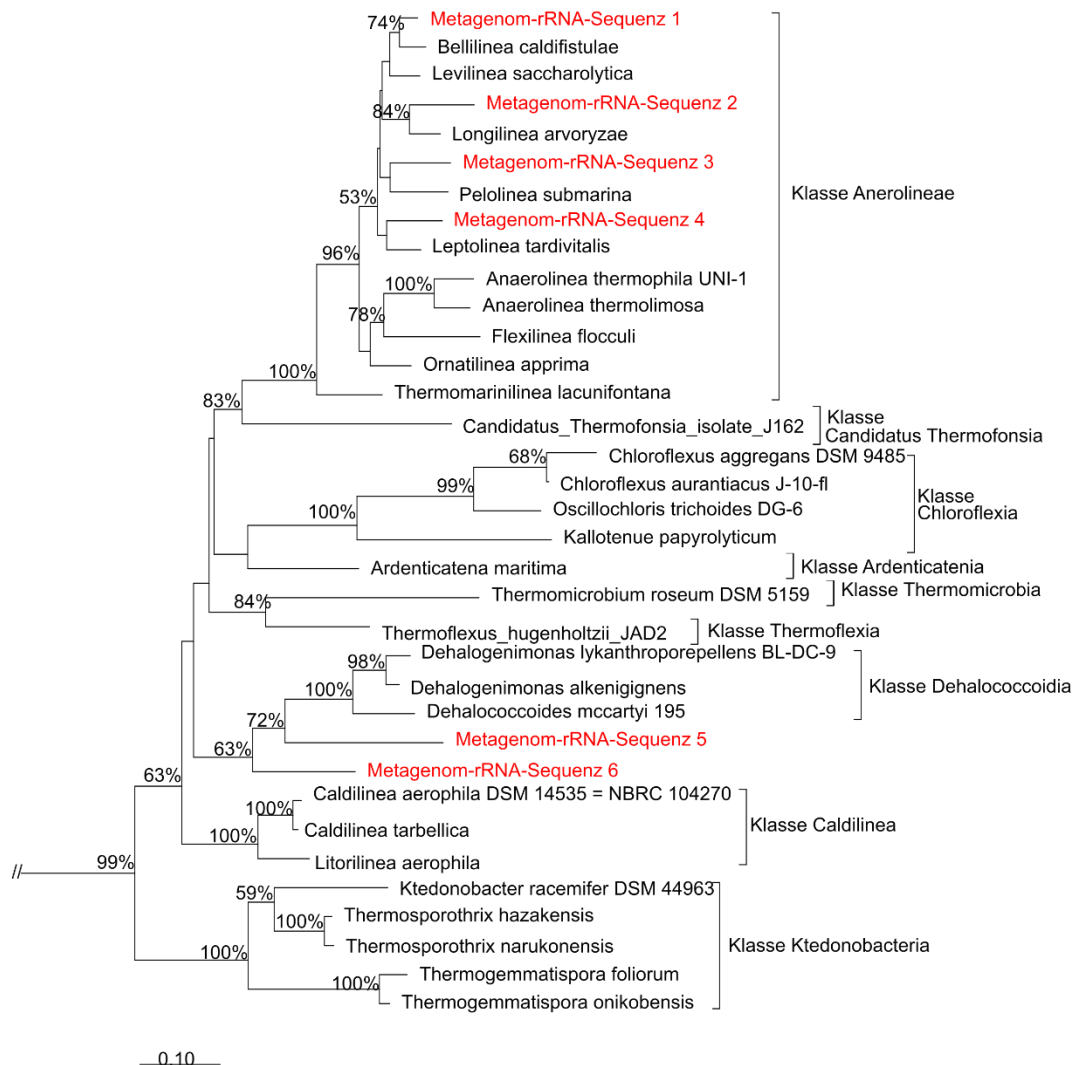 74%
Metagenom-rRNA-Sequenz 1
Bellilinea caldifistulae
Levilinea saccharolytica
84%
Metagenom-rRNA-Sequenz 2
Longilinea arvoryzae
Metagenom-rRNA-Sequenz 3
Pelolinea submarina
53%
Metagenom-rRNA-Sequenz 4
Leptolinea tardivitalis
Klasse Anerolineae
96%
100%
Anaerolinea thermophila UNI-1
Anaerolinea thermolimosa
78%
Flexilinea flocculi
Ornatilinea apprima
100%
Thermomarinilinea lacunifontana
83%
Candidatus_Thermofonsia_isolate_J162
Klasse
Candidatus Thermofonsia
68%
Chloroflexus aggregans DSM 9485
Chloroflexus aurantiacus J-10-fl
99%
Oscillochloris trichoides DG-6
100%
Kallotenue papyrolyticum
Klasse
Chloroflexia
Ardenticatena maritima
Klasse Ardenticatenia
84%
Thermomicrobium roseum DSM 5159
Klasse Thermomicrobia
Thermoflexus_hugenholtzii_JAD2
Klasse Thermoflexia
98%
Dehalogenimonas lykanthroporepellens BL-DC-9
Dehalogenimonas alkenigignens
100%
Dehalococcoides mccartyi 195
Klasse Dehalococcoidia
72%
Metagenom-rRNA-Sequenz 5
63%
Metagenom-rRNA-Sequenz 6
63%
Caldilinea aerophila DSM 14535 = NBRC 104270
100%
Caldilinea tarbellica
100%
Litorilinea aerophila
Klasse Caldilinea
//
99%
59%
Ktedonobacter racemifer DSM 44963
100%
Thermosporothrix hazakensis
Thermosporothrix narukonensis
100%
Thermogemmatispora foliorum
100%
Thermogemmatispora onikobensis
Klasse Ktedonobacteria
0.10